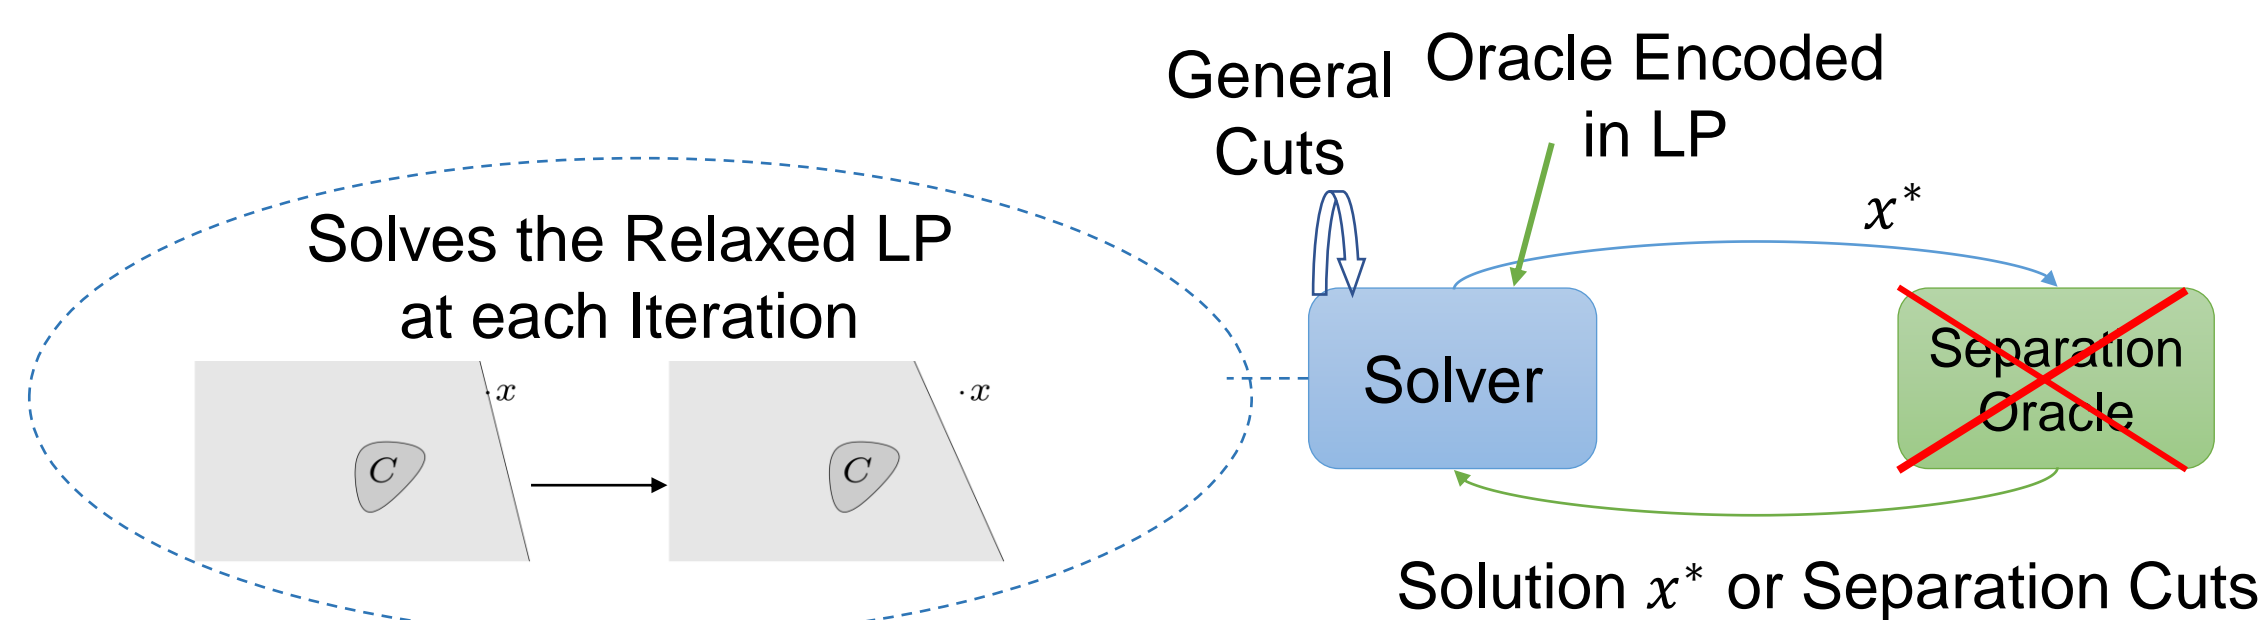 General
Cuts
Oracle Encoded
in LP
x*
Solves the Relaxed LP
at each Iteration
· x
C
· x
C
Solver
Separation
Oracle
Solution x* or Separation Cuts